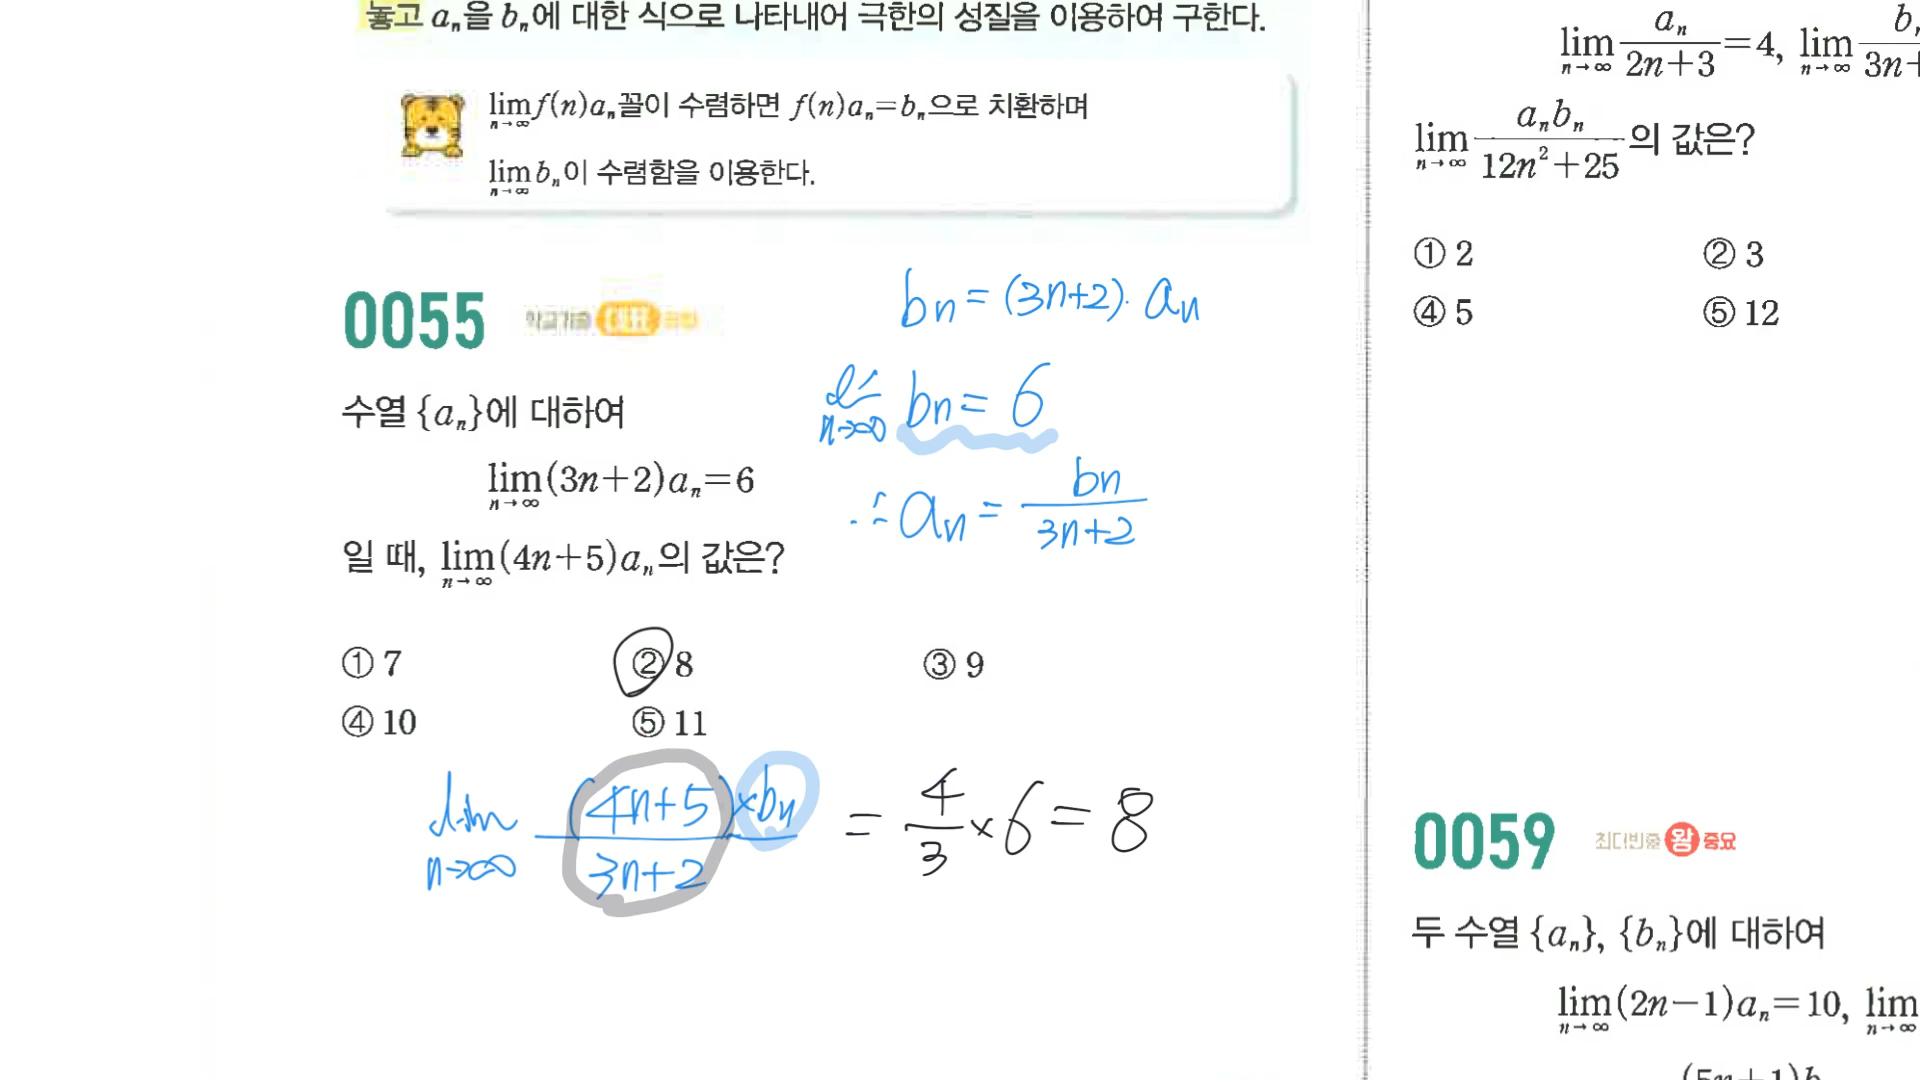 놓고 aₙ을 bₙ에 대한 식으로 나타내어 극한의 성질을 이용하여 구한다.
lim n→∞ f(n)aₙ꼴이 수렴하면 f(n)aₙ=bₙ으로 치환하며
lim n→∞ bₙ이 수렴함을 이용한다.
0055
수열 {aₙ}에 대하여
lim n→∞ (3n+2)aₙ=6
일 때, lim n→∞ (4n+5)aₙ의 값은?
① 7 ② 8 ③ 9
④ 10 ⑤ 11
bn = (3n+2)· an
lim n→∞ bn = 6
∴ an = bn / 3n+2
lim n→∞ (4n+5)×bn / 3n+2 = 4/3 × 6 = 8
lim n→∞ aₙ/2n+3 =4, lim n→∞
lim n→∞ aₙbₙ/12n²+25 의 값은?
① 2 ② 3
④ 5 ⑤ 12
0059 최다빈출 왕 중요
두 수열 {aₙ}, {bₙ}에 대하여
lim n→∞ (2n−1)aₙ=10, lim n→∞